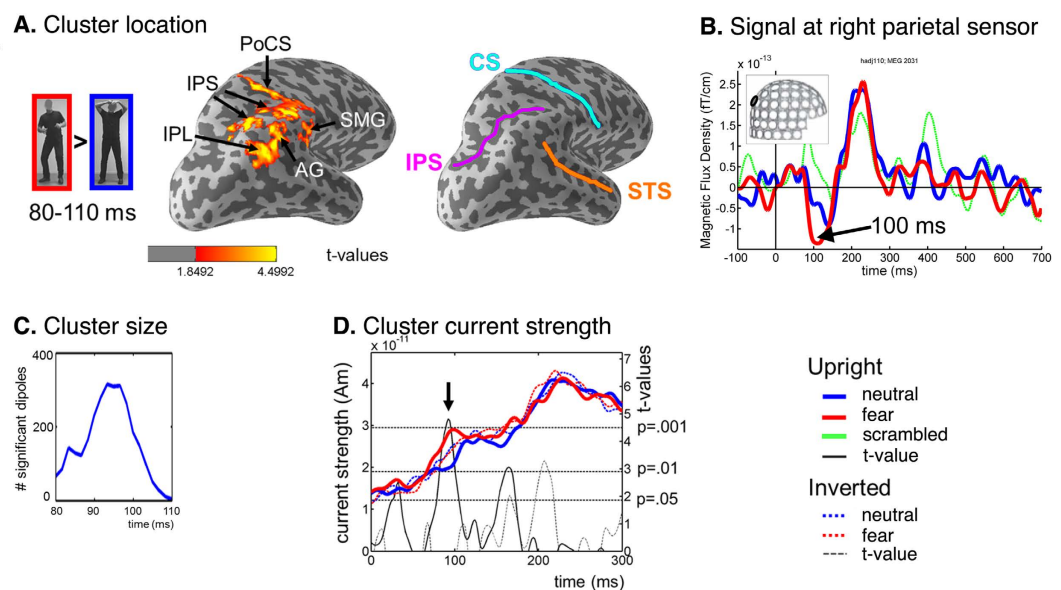 A. Cluster location
PoCS
IPS
IPL
SMG
AG
>
80-110 ms
1.8492
4.4992
t-values
CS
IPS
STS
B. Signal at right parietal sensor
x 10^-13
hadj110; MEG 2031
Magnetic Flux Density (fT/cm)
2.5
2
1.5
1
0.5
0
-0.5
-1
100 ms
-100 0 100 200 300 400 500 600 700
time (ms)
C. Cluster size
# significant dipoles
400
200
0
80 90 100 110
time (ms)
D. Cluster current strength
x 10^-11
current strength (Am)
4
3
2
1
0
t-values
7
6
5
4
3
2
1
0
p=.001
p=.01
p=.05
0 100 200 300
time (ms)
Upright
neutral
fear
scrambled
t-value
Inverted
neutral
fear
t-value